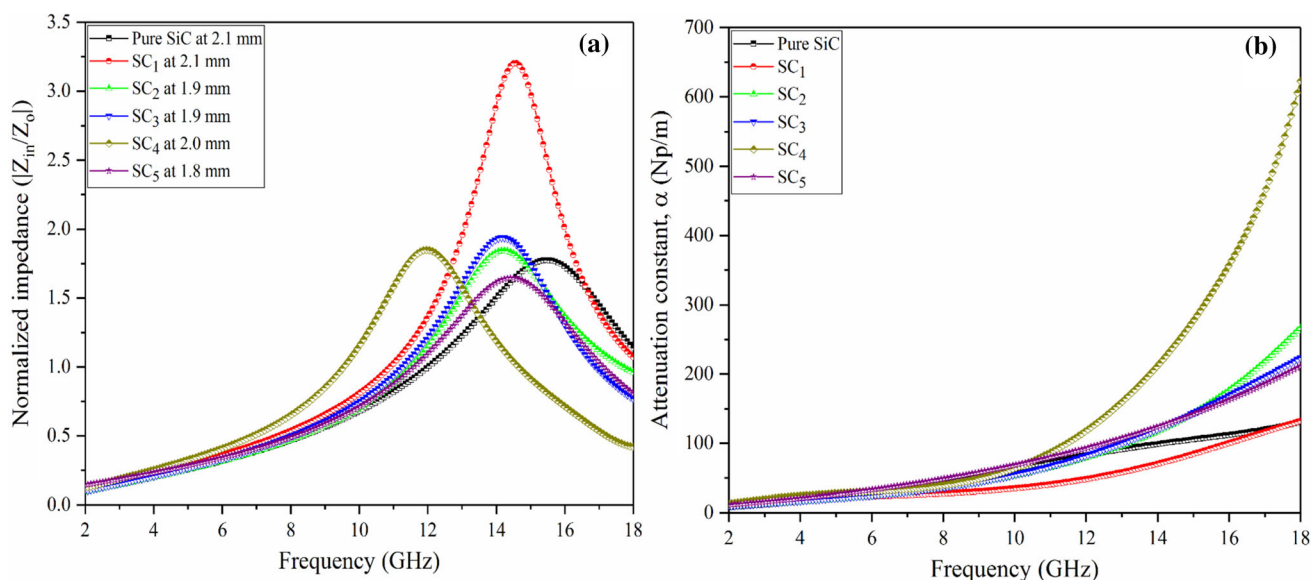 (a)
Pure SiC at 2.1 mm
SC1 at 2.1 mm
SC2 at 1.9 mm
SC3 at 1.9 mm
SC4 at 2.0 mm
SC5 at 1.8 mm
Normalized impedance (|Zin/Zo|)
3.5
3.0
2.5
2.0
1.5
1.0
0.5
0.0
2 4 6 8 10 12 14 16 18
Frequency (GHz)
(b)
Pure SiC
SC1
SC2
SC3
SC4
SC5
Attenuation constant, α (Np/m)
700
600
500
400
300
200
100
0
2 4 6 8 10 12 14 16 18
Frequency (GHz)